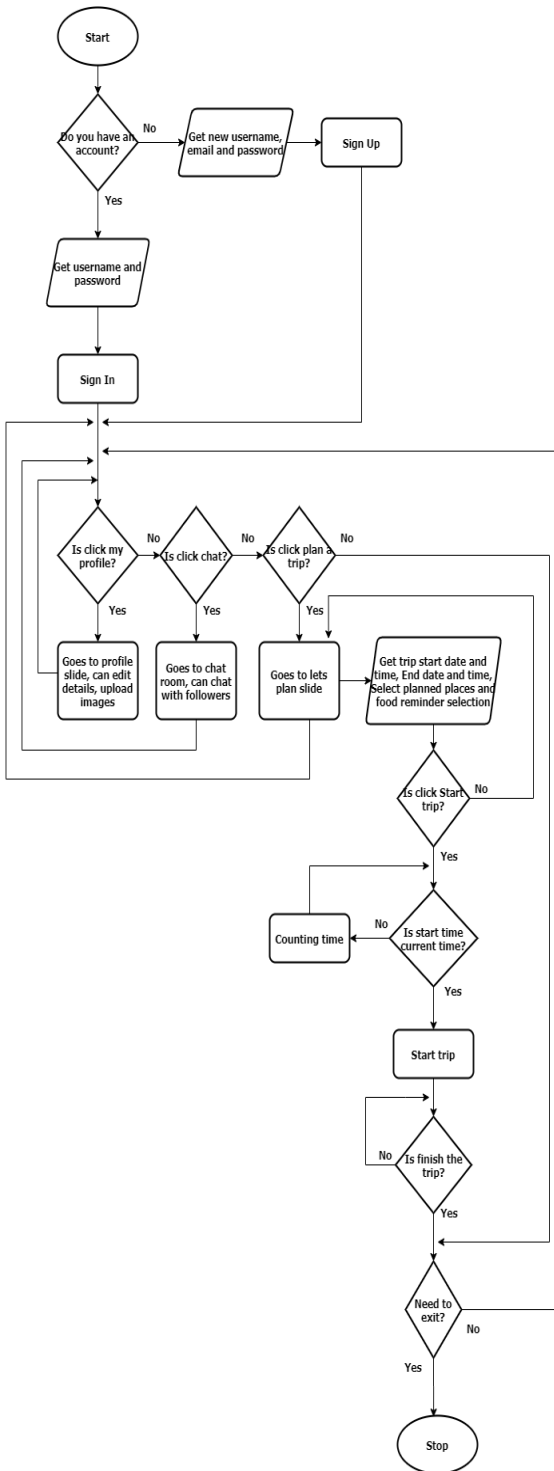 Start
Do you have an
account?
No
Get new username,
email and password
Sign Up
Yes
Get username and
password
Sign In
Is click my
profile?
No
Is click chat?
No
Is click plan a
trip?
No
Yes
Yes
Yes
Goes to profile
slide, can edit
details, upload
images
Goes to chat
room, can chat
with followers
Goes to lets
plan slide
Get trip start date and
time, End date and time,
Select planned places and
food reminder selection
Is click Start
trip?
No
Yes
Counting time
No
Is start time
current time?
Yes
Start trip
No
Is finish the
trip?
Yes
Need to
exit?
No
Yes
Stop